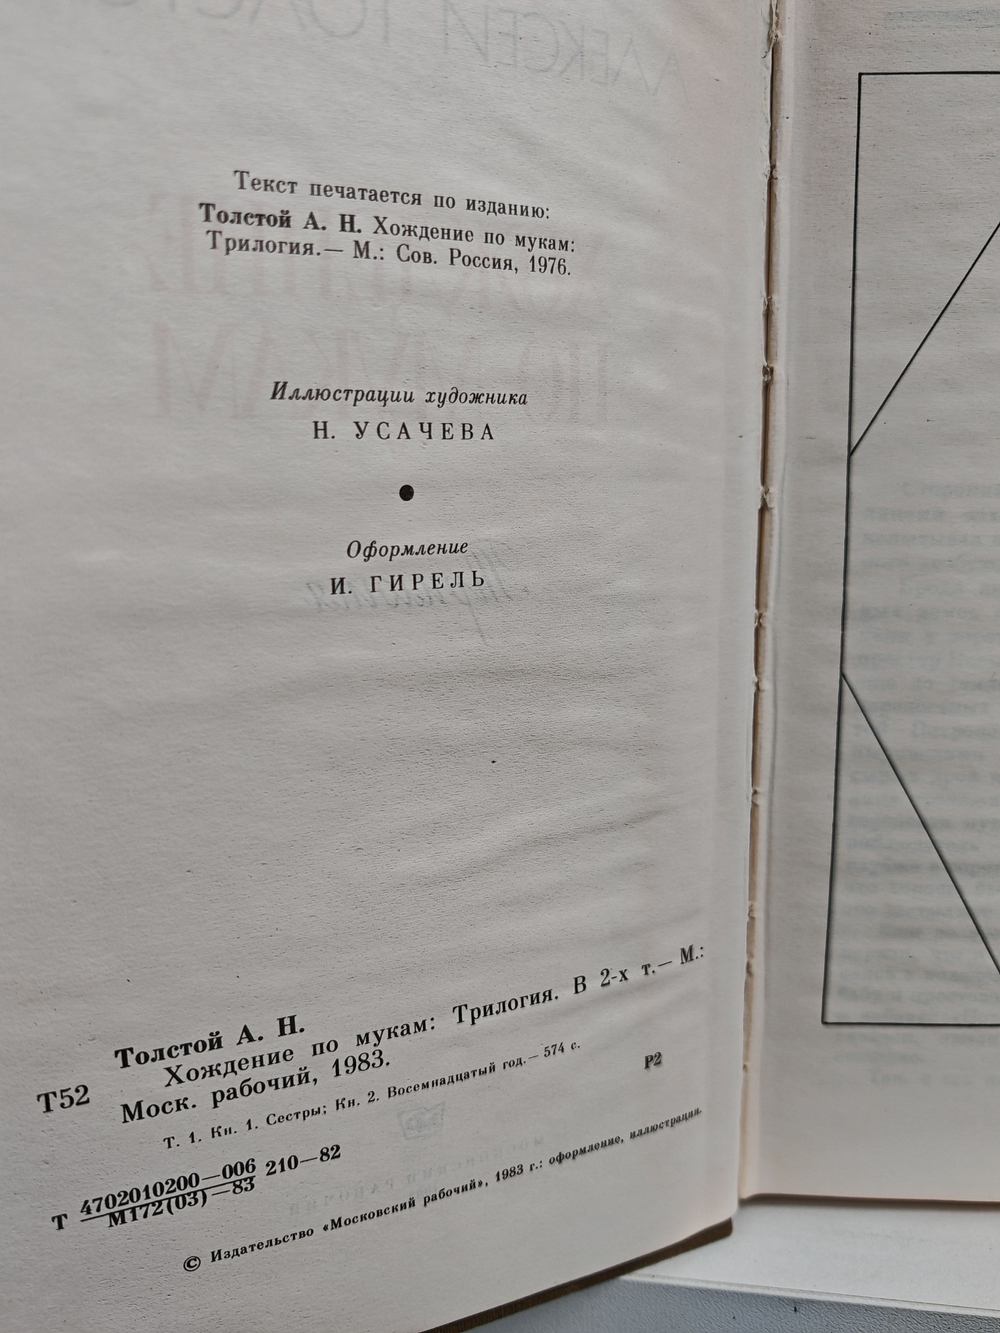 Текст печатается по изданию:
Толстой А. Н. Хождение по мукам:
Трилогия.— М.: Сов. Россия, 1976.
Иллюстрации художника
Н. УСАЧЕВА
Оформление
И. ГИРЕЛЬ
Толстой А. Н.
Т52 Хождение по мукам: Трилогия. В 2-х т.— М.:
Моск. рабочий, 1983.
Т. 1. Кн. 1. Сестры; Кн. 2. Восемнадцатый год.— 574 с.
Р2
Т 4702010200—006 210—82
М172(03)—83
© Издательство «Московский рабочий», 1983 г.: оформление, иллюстрации.